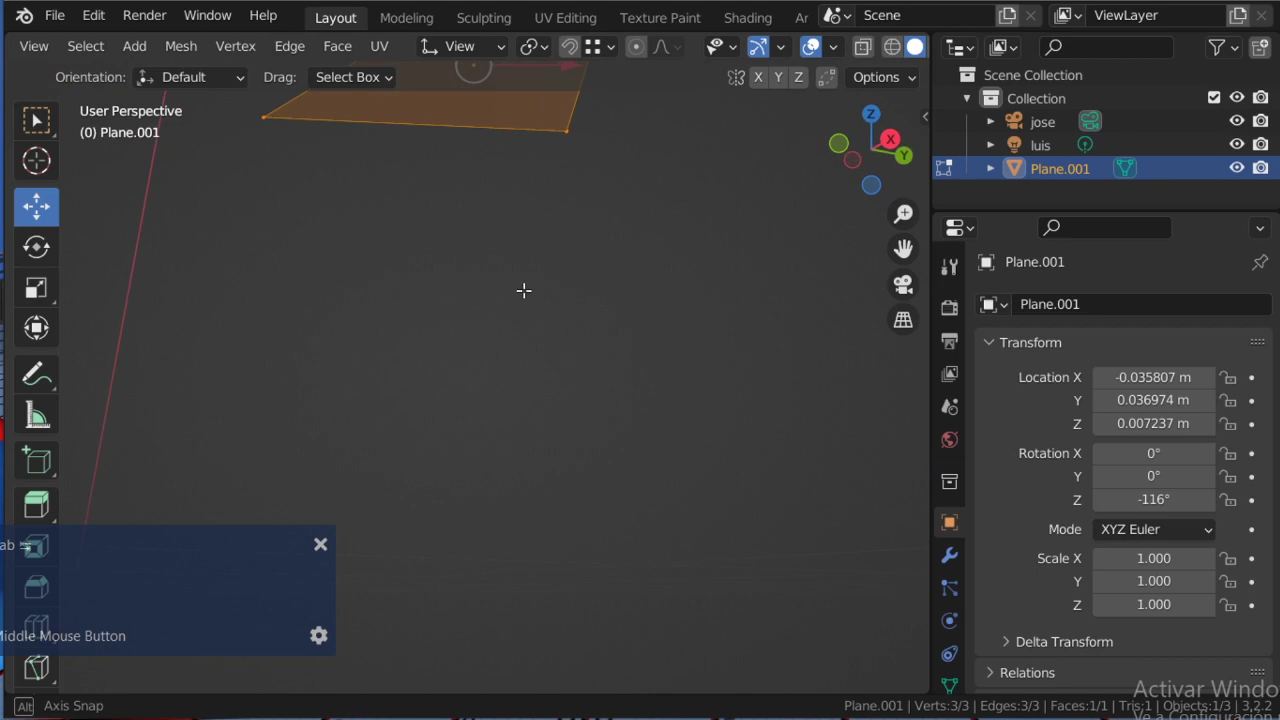 File Edit Render Window Help Layout Modeling Sculpting UV Editing Texture Paint Shading Scene ViewLayer
View Select Add Mesh Vertex Edge Face UV View
Orientation: Default Drag: Select Box X Y Z Options
User Perspective
(0) Plane.001
Z
X
Y
Scene Collection
Collection
jose
luis
Plane.001
Plane.001
Plane.001
Transform
Location X -0.035807 m
Y 0.036974 m
Z 0.007237 m
Rotation X 0°
Y 0°
Z -116°
Mode XYZ Euler
Scale X 1.000
Y 1.000
Z 1.000
Delta Transform
Relations
ab
Middle Mouse Button
Activar Windo
Alt Axis Snap
Plane.001 | Verts:3/3 | Edges:3/3 | Faces:1/1 | Tris:1 | Objects:1/3 | 3.2.2